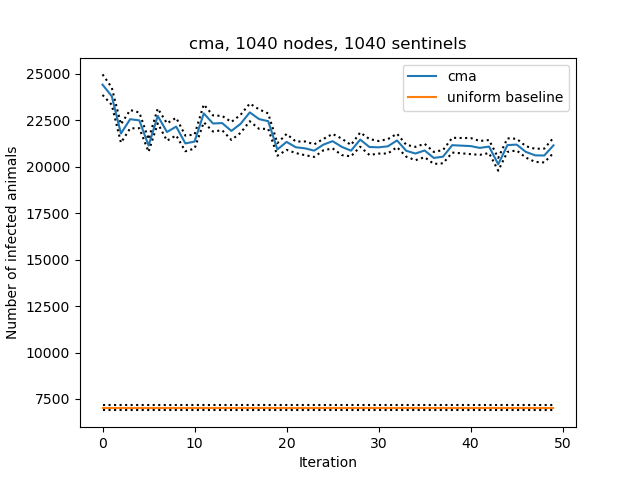 cma, 1040 nodes, 1040 sentinels
cma
uniform baseline
Number of infected animals
25000
22500
20000
17500
15000
12500
10000
7500
0 10 20 30 40 50
Iteration